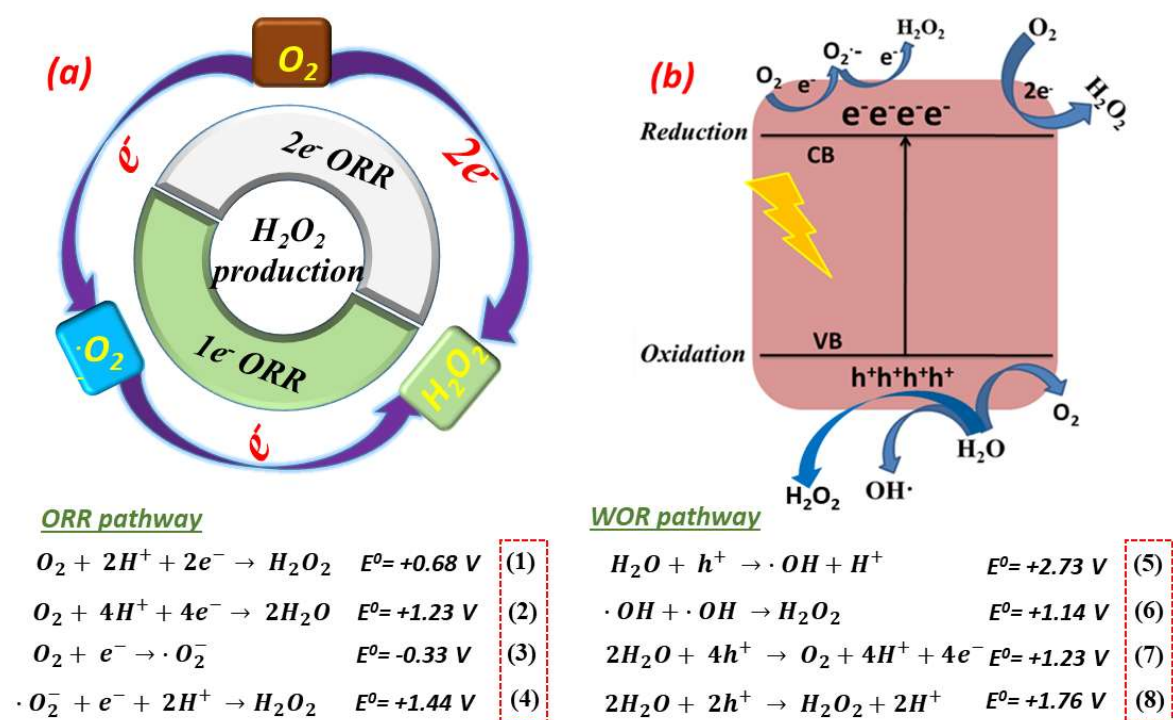 (a)
O₂
e⁻
2e⁻
2e⁻ ORR
H₂O₂
production
1e⁻ ORR
·O₂
H₂O₂
e⁻
(b)
O₂
e⁻
O₂·⁻
e⁻
H₂O₂
O₂
2e⁻
H₂O₂
e⁻e⁻e⁻e⁻
Reduction
CB
VB
Oxidation
h⁺h⁺h⁺h⁺
O₂
H₂O
OH·
H₂O₂
ORR pathway
O₂ + 2H⁺ + 2e⁻ → H₂O₂ E⁰= +0.68 V (1)
O₂ + 4H⁺ + 4e⁻ → 2H₂O E⁰= +1.23 V (2)
O₂ + e⁻ → ·O₂⁻ E⁰= -0.33 V (3)
·O₂⁻ + e⁻ + 2H⁺ → H₂O₂ E⁰= +1.44 V (4)
WOR pathway
H₂O + h⁺ → ·OH + H⁺ E⁰= +2.73 V (5)
·OH + ·OH → H₂O₂ E⁰= +1.14 V (6)
2H₂O + 4h⁺ → O₂ + 4H⁺ + 4e⁻ E⁰= +1.23 V (7)
2H₂O + 2h⁺ → H₂O₂ + 2H⁺ E⁰= +1.76 V (8)